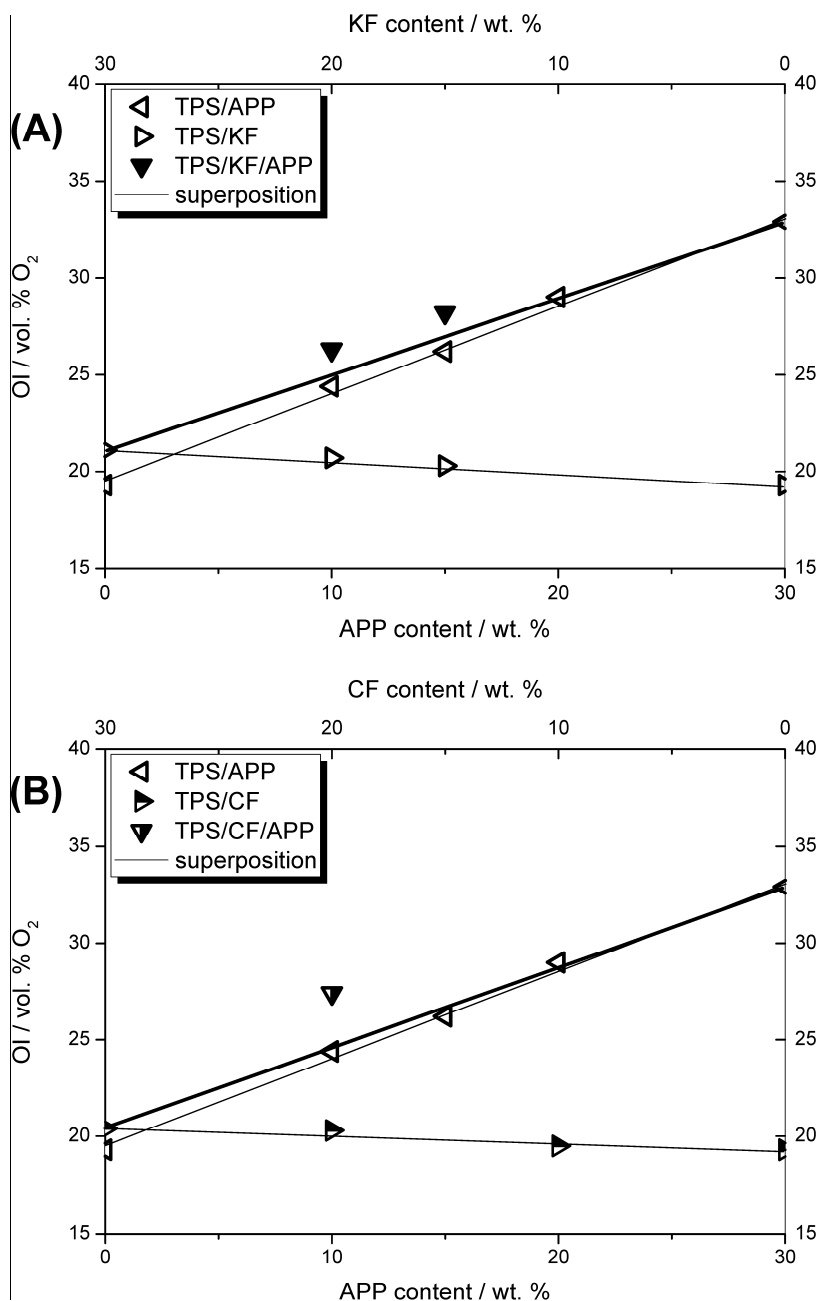 KF content / wt. %
30 20 10 0
(A)
TPS/APP
TPS/KF
TPS/KF/APP
superposition
OI / vol. % O₂
40 40
35 35
30 30
25 25
20 20
15 15
0 10 20 30
APP content / wt. %
CF content / wt. %
30 20 10 0
(B)
TPS/APP
TPS/CF
TPS/CF/APP
superposition
OI / vol. % O₂
40 40
35 35
30 30
25 25
20 20
15 15
0 10 20 30
APP content / wt. %